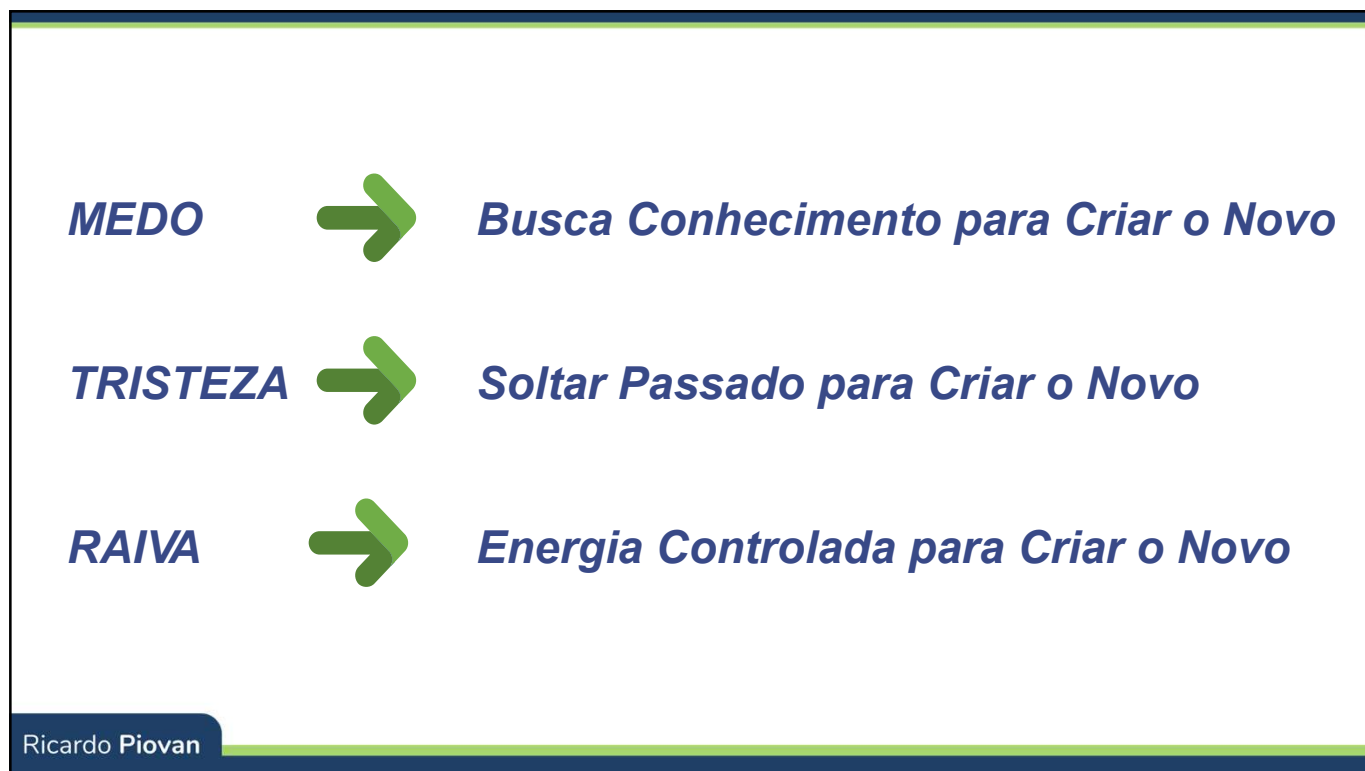 MEDO Busca Conhecimento para Criar o Novo
TRISTEZA Soltar Passado para Criar o Novo
RAIVA Energia Controlada para Criar o Novo
Ricardo Piovan